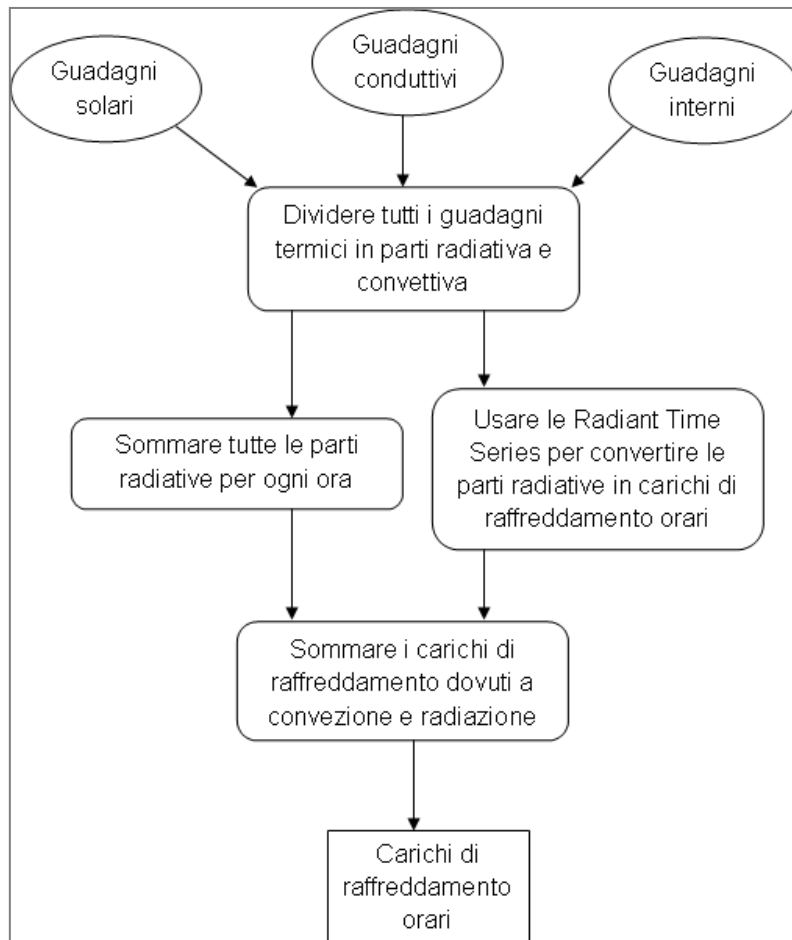 Guadagni
solari
Guadagni
conduttivi
Guadagni
interni
Dividere tutti i guadagni
termici in parti radiativa e
convettiva
Sommare tutte le parti
radiative per ogni ora
Usare le Radiant Time
Series per convertire le
parti radiative in carichi di
raffreddamento orari
Sommare i carichi di
raffreddamento dovuti a
convezione e radiazione
Carichi di
raffreddamento
orari